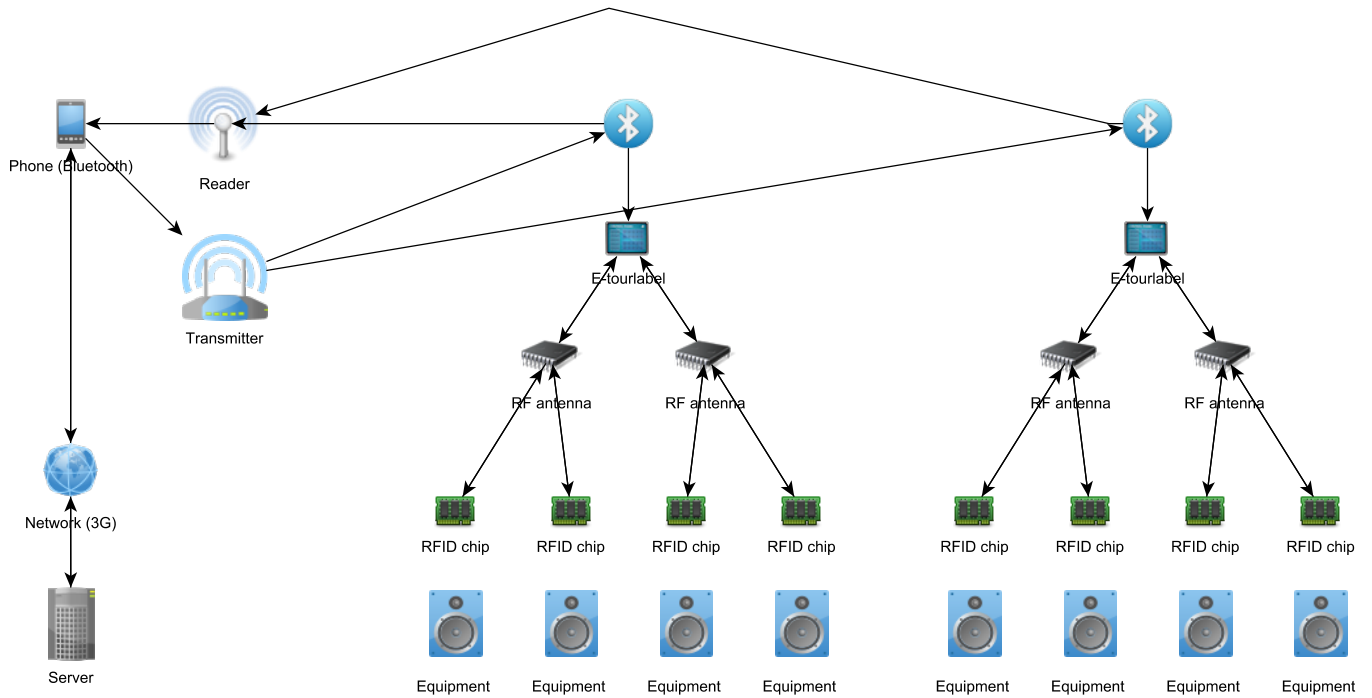 Phone (Bluetooth)
Reader
Transmitter
E-tourlabel
E-tourlabel
RF antenna
RF antenna
RF antenna
RF antenna
Network (3G)
RFID chip
RFID chip
RFID chip
RFID chip
RFID chip
RFID chip
RFID chip
RFID chip
Server
Equipment
Equipment
Equipment
Equipment
Equipment
Equipment
Equipment
Equipment